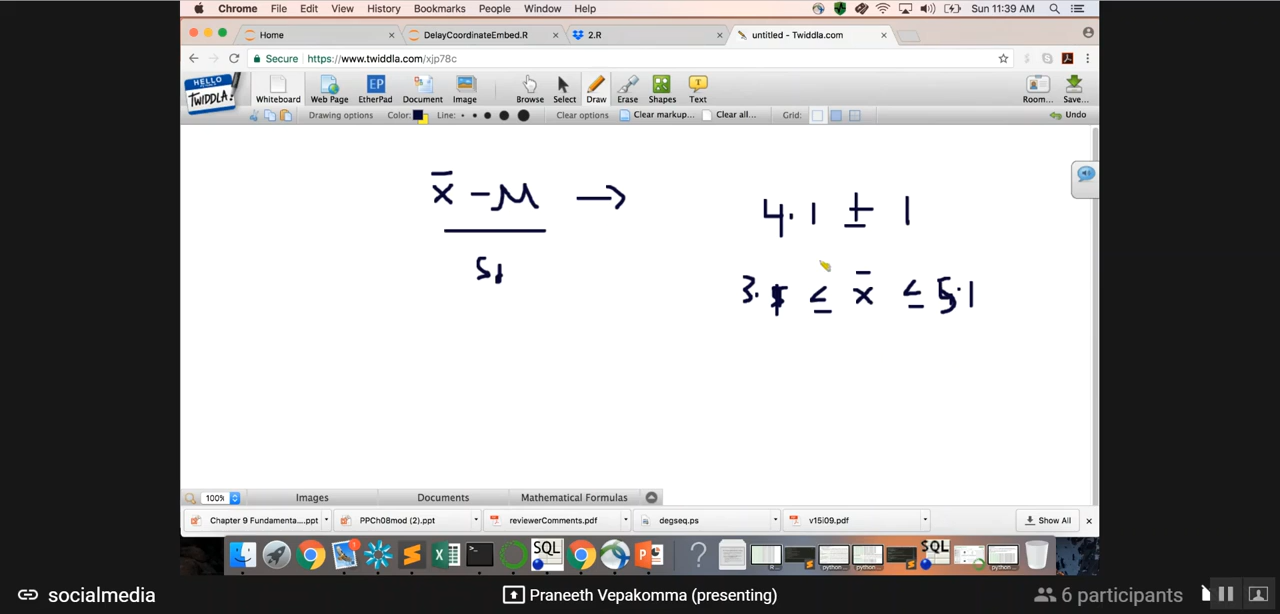 Chrome File Edit View History Bookmarks People Window Help Sun 11:39 AM
Home DelayCoordinateEmbed.R 2.R untitled - Twiddla.com
Secure https://www.twiddla.com/xjp78c
HELLO TWIDDLA! Whiteboard Web Page EP EtherPad Document Image Browse Select Draw Erase Shapes Text Room... Save...
Drawing options Color: Line: Clear options Clear markup... Clear all... Grid: Undo
x̄ - μ →
4.1 ± 1
3. ≤ x̄ ≤ 5.1
100% Images Documents Mathematical Formulas
Chapter 9 Fundamenta....ppt PPCh08mod (2).ppt reviewerComments.pdf degseq.ps v15i09.pdf Show All
SQL SQL
socialmedia Praneeth Vepakomma (presenting) 6 participants